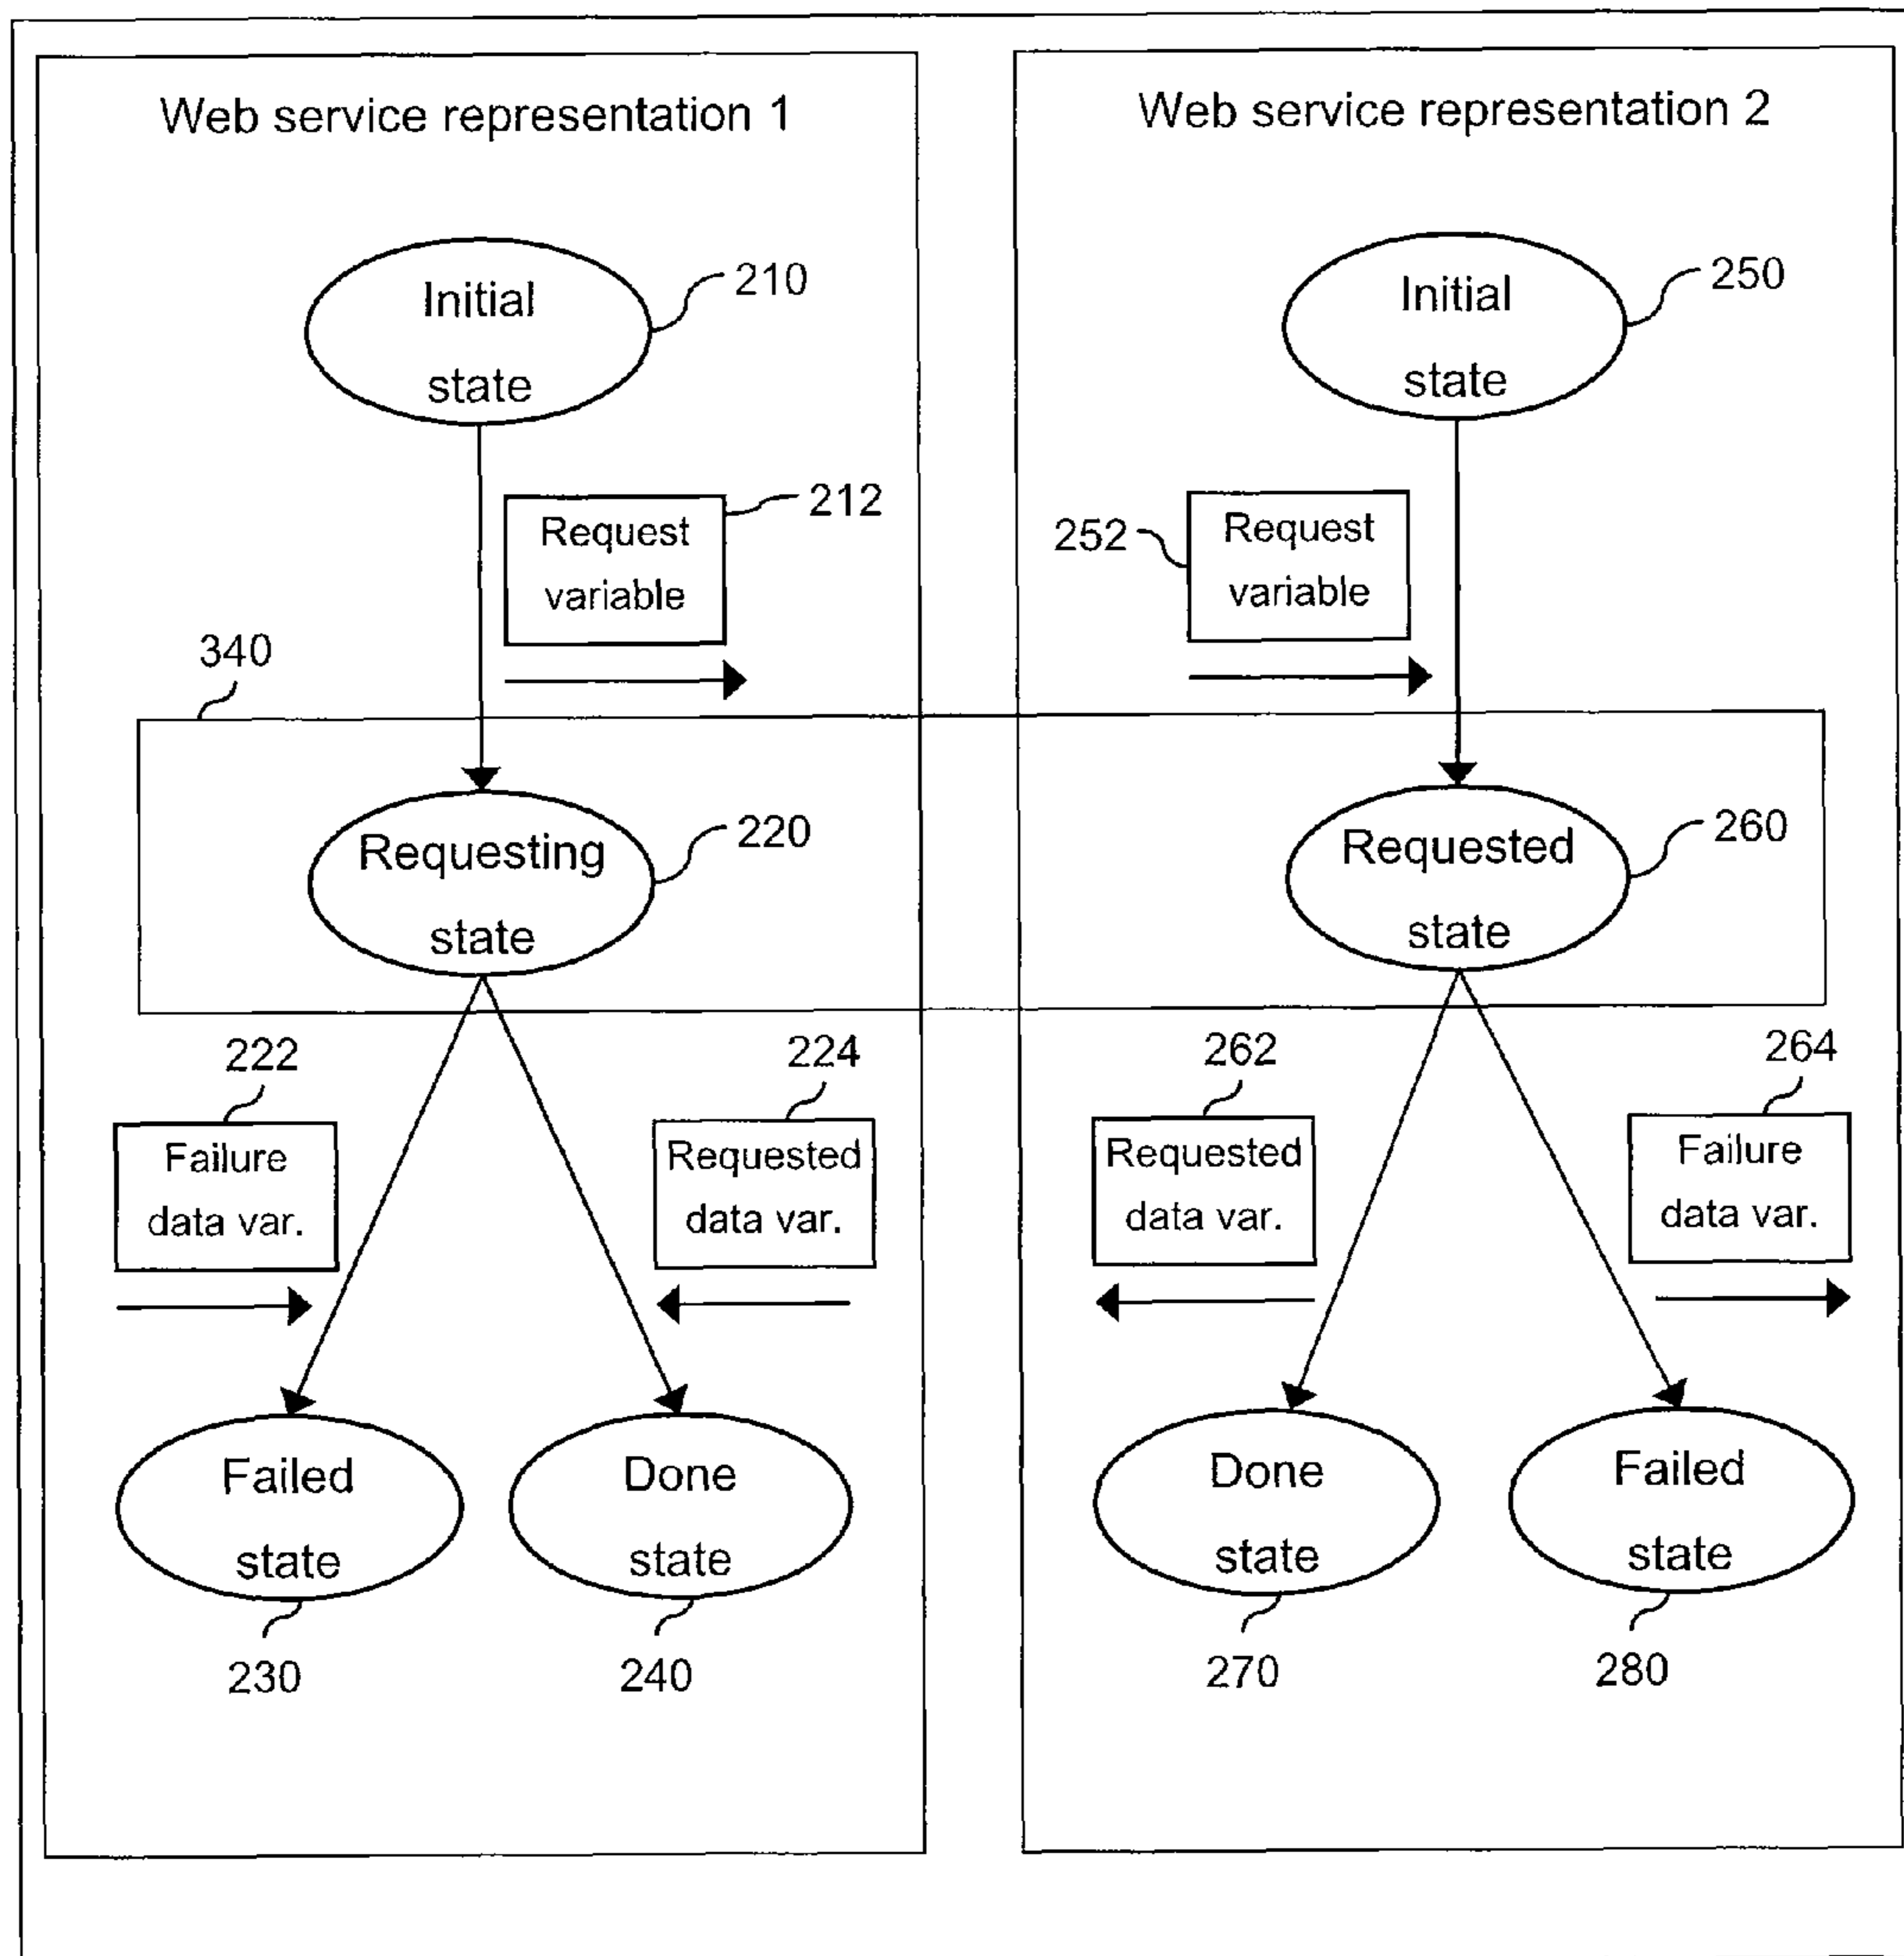 Web service representation 1
Initial
state
210
Request
variable
212
340
Requesting
state
220
222
Failure
data var.
224
Requested
data var.
Failed
state
230
Done
state
240
Web service representation 2
Initial
state
250
252
Request
variable
Requested
state
260
262
Requested
data var.
264
Failure
data var.
Done
state
270
Failed
state
280